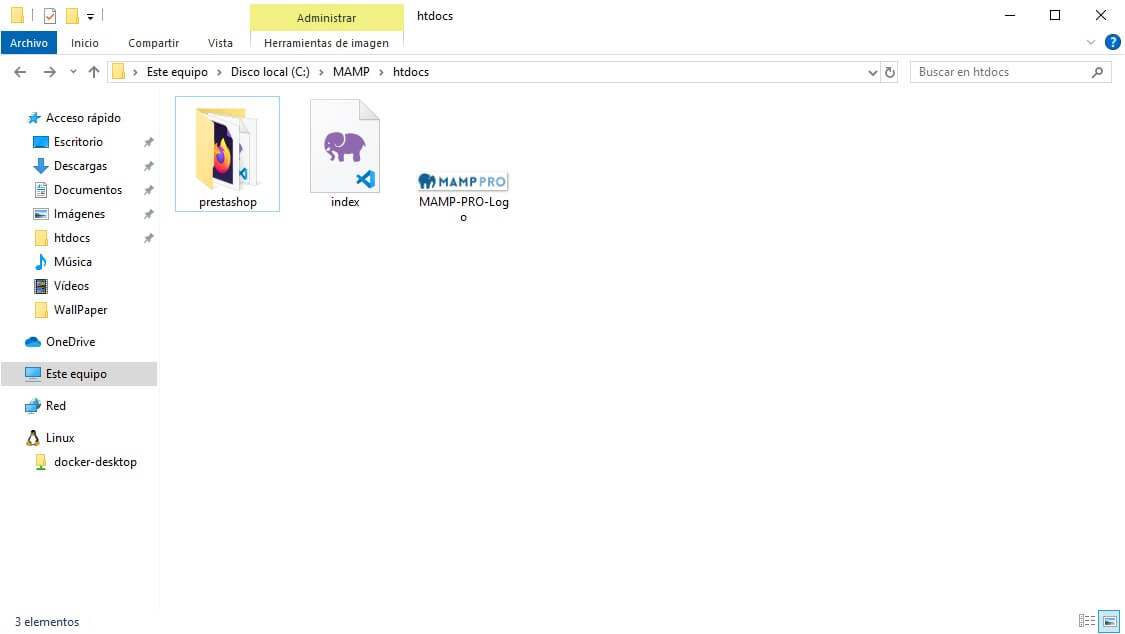 Administrar
htdocs
Archivo
Inicio
Compartir
Vista
Herramientas de imagen
?
Este equipo > Disco local (C:) > MAMP > htdocs
Buscar en htdocs
Acceso rápido
Escritorio
Descargas
Documentos
Imágenes
htdocs
Música
Vídeos
WallPaper
OneDrive
Este equipo
Red
Linux
docker-desktop
prestashop
index
MAMP PRO
MAMP-PRO-Log
o
3 elementos